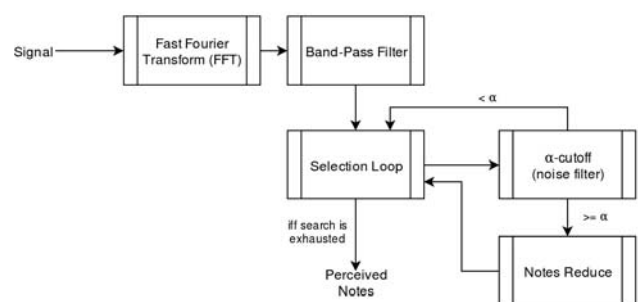 Signal
Fast Fourier
Transform (FFT)
Band-Pass Filter
< α
Selection Loop
α-cutoff
(noise filter)
iff search is
exhausted
>= α
Perceived
Notes
Notes Reduce